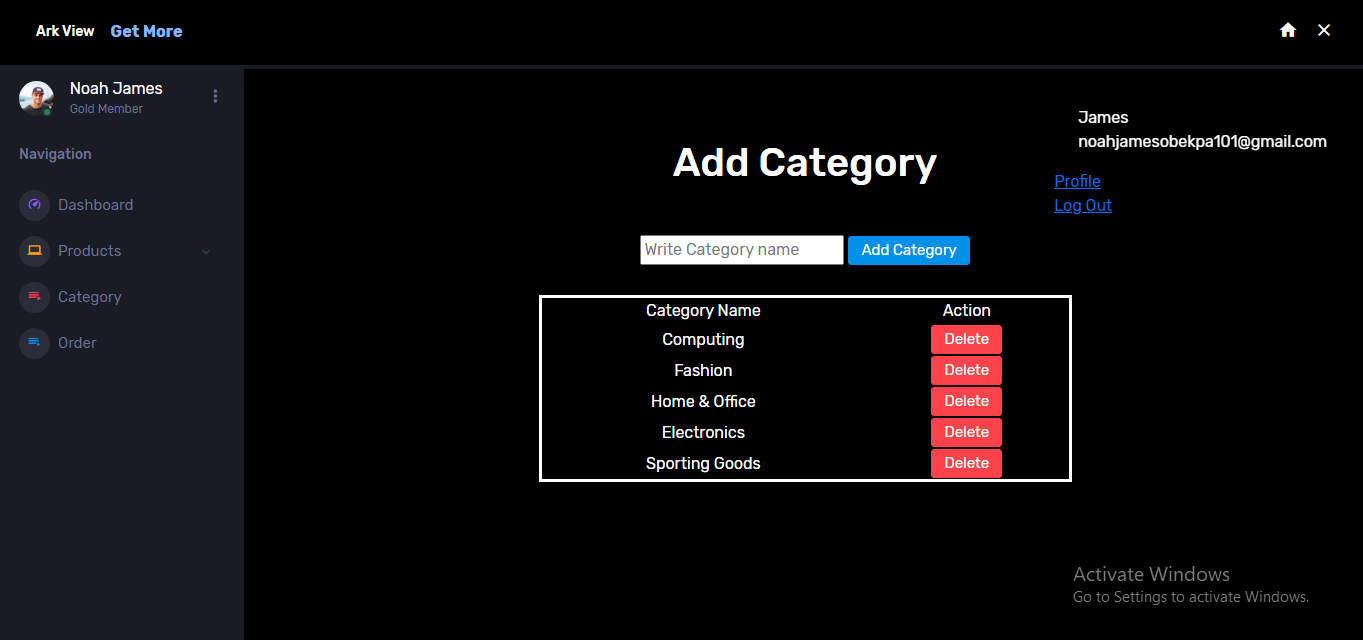 Ark View Get More
Noah James
Gold Member
Navigation
Dashboard
Products
Category
Order
James
noahjamesobekpa101@gmail.com
Profile
Log Out
Add Category
Write Category name Add Category
Category Name Action
Computing Delete
Fashion Delete
Home & Office Delete
Electronics Delete
Sporting Goods Delete
Activate Windows
Go to Settings to activate Windows.